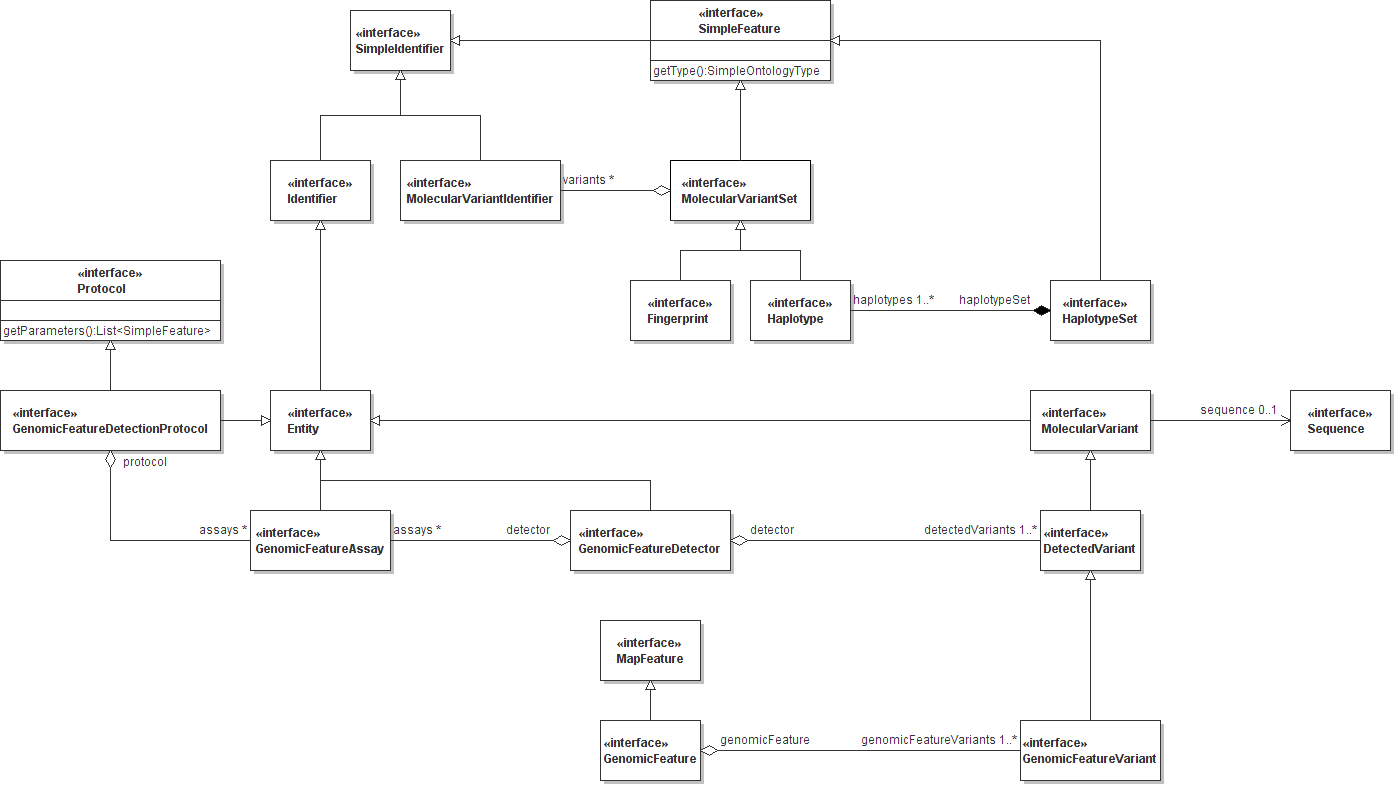 «interface»
SimpleIdentifier
«interface»
SimpleFeature
getType():SimpleOntologyType
«interface»
Identifier
«interface»
MolecularVariantIdentifier
variants *
«interface»
MolecularVariantSet
«interface»
Protocol
getParameters():List<SimpleFeature>
«interface»
Fingerprint
«interface»
Haplotype
haplotypes 1..*
haplotypeSet
«interface»
HaplotypeSet
«interface»
GenomicFeatureDetectionProtocol
«interface»
Entity
«interface»
MolecularVariant
sequence 0..1
«interface»
Sequence
protocol
assays *
«interface»
GenomicFeatureAssay
assays *
detector
«interface»
GenomicFeatureDetector
detector
detectedVariants 1..*
«interface»
DetectedVariant
«interface»
MapFeature
«interface»
GenomicFeature
genomicFeature
genomicFeatureVariants 1..*
«interface»
GenomicFeatureVariant